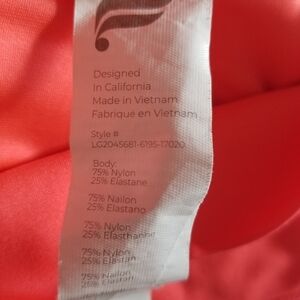 Designed
In California
Made in Vietnam
Fabriqué en Vietnam
Style #
LG2045681-6195-17020
Body:
75% Nylon
25% Elastane
75% Nailon
25% Elastano
75% Nylon
25% Elasthanne
75% Nylon
25% Elastan
75% Nailon
25%